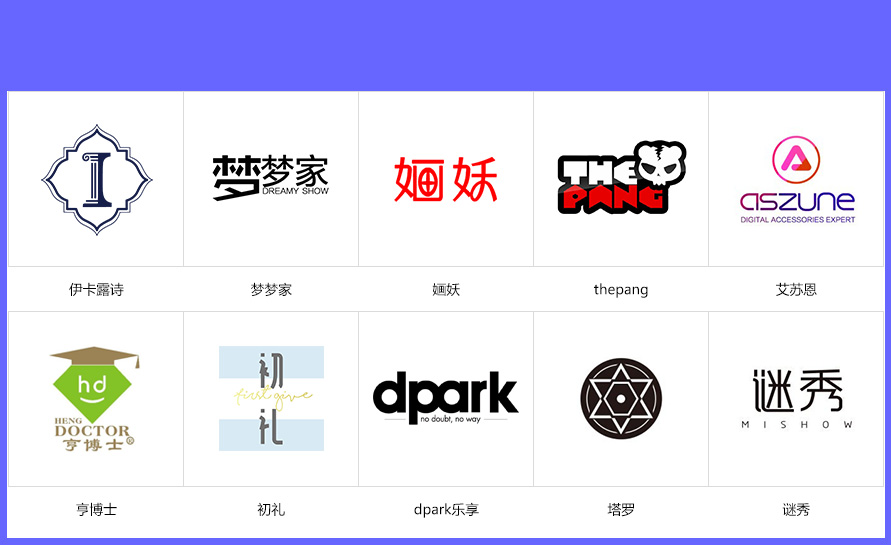 I
梦梦家
DREAMY SHOW
婳妖
THE
PANG
aszune
DIGITAL ACCESSORIES EXPERT
伊卡露诗
梦梦家
婳妖
thepang
艾苏恩
hd
HENG
DOCTOR
亨博士®
初
first give
礼
dpark
no doubt, no way
谜秀
MISHOW
亨博士
初礼
dpark乐享
塔罗
谜秀